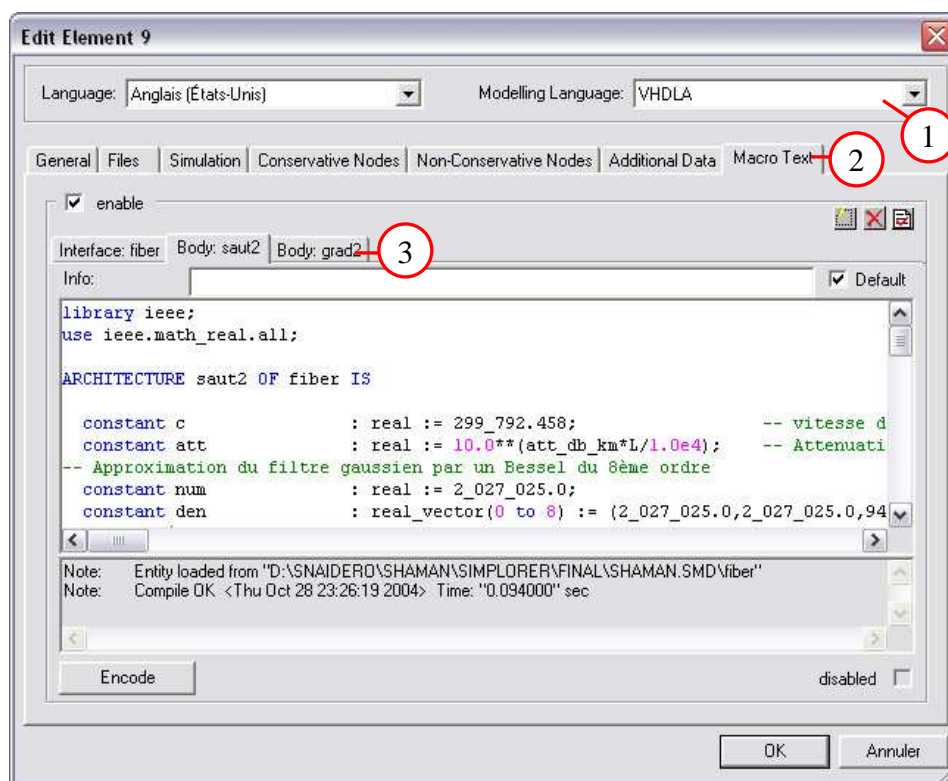 Edit Element 9
Language: Anglais (États-Unis) Modelling Language: VHDLA
1
General Files Simulation Conservative Nodes Non-Conservative Nodes Additional Data Macro Text 2
enable
Interface: fiber Body: saut2 Body: grad2 3
Info: Default
library ieee;
use ieee.math_real.all;
ARCHITECTURE saut2 OF fiber IS
constant c : real := 299_792.458; -- vitesse d
constant att : real := 10.0**(att_db_km*L/1.0e4); -- Attenuati
-- Approximation du filtre gaussien par un Bessel du 8ème ordre
constant num : real := 2_027_025.0;
constant den : real_vector(0 to 8) := (2_027_025.0,2_027_025.0,94
Note: Entity loaded from "D:\SNAIDERO\SHAMAN\SIMPLORER\FINAL\SHAMAN.SMD\fiber"
Note: Compile OK <Thu Oct 28 23:26:19 2004> Time: "0.094000" sec
Encode disabled
OK Annuler